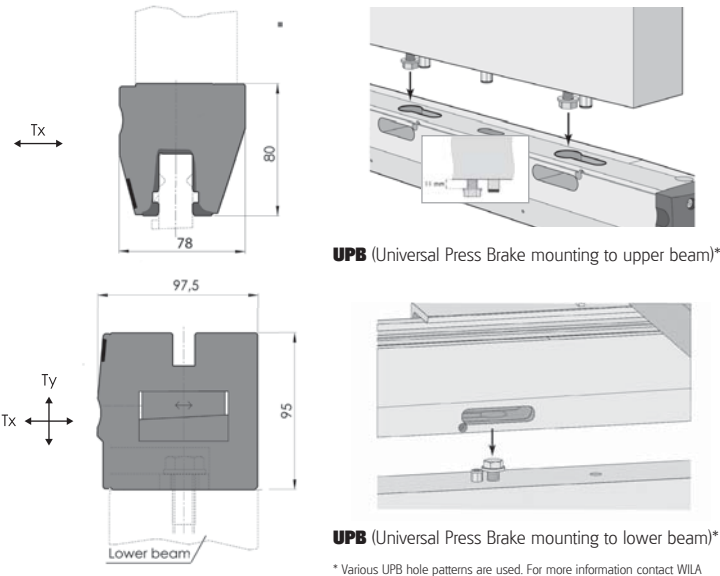 Tx
80
78
11 mm
UPB (Universal Press Brake mounting to upper beam)*
97,5
Ty
Tx
95
Lower beam
UPB (Universal Press Brake mounting to lower beam)*
* Various UPB hole patterns are used. For more information contact WILA